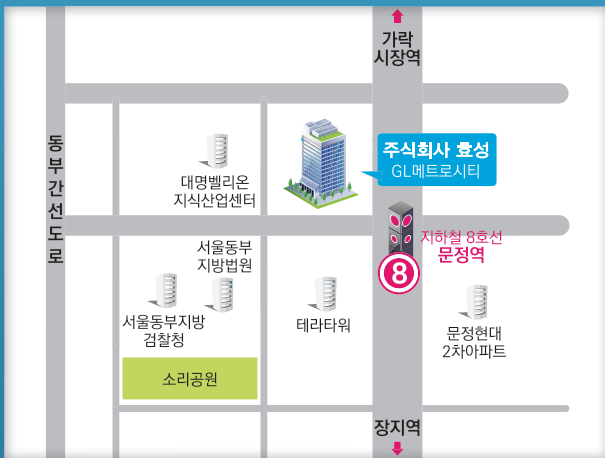 가락
시장역
동부간선도로
대명벨리온
지식산업센터
주식회사 효성
GL메트로시티
서울동부
지방법원
지하철 8호선
문정역
8
서울동부지방
검찰청
테라타워
문정현대
2차아파트
소리공원
장지역